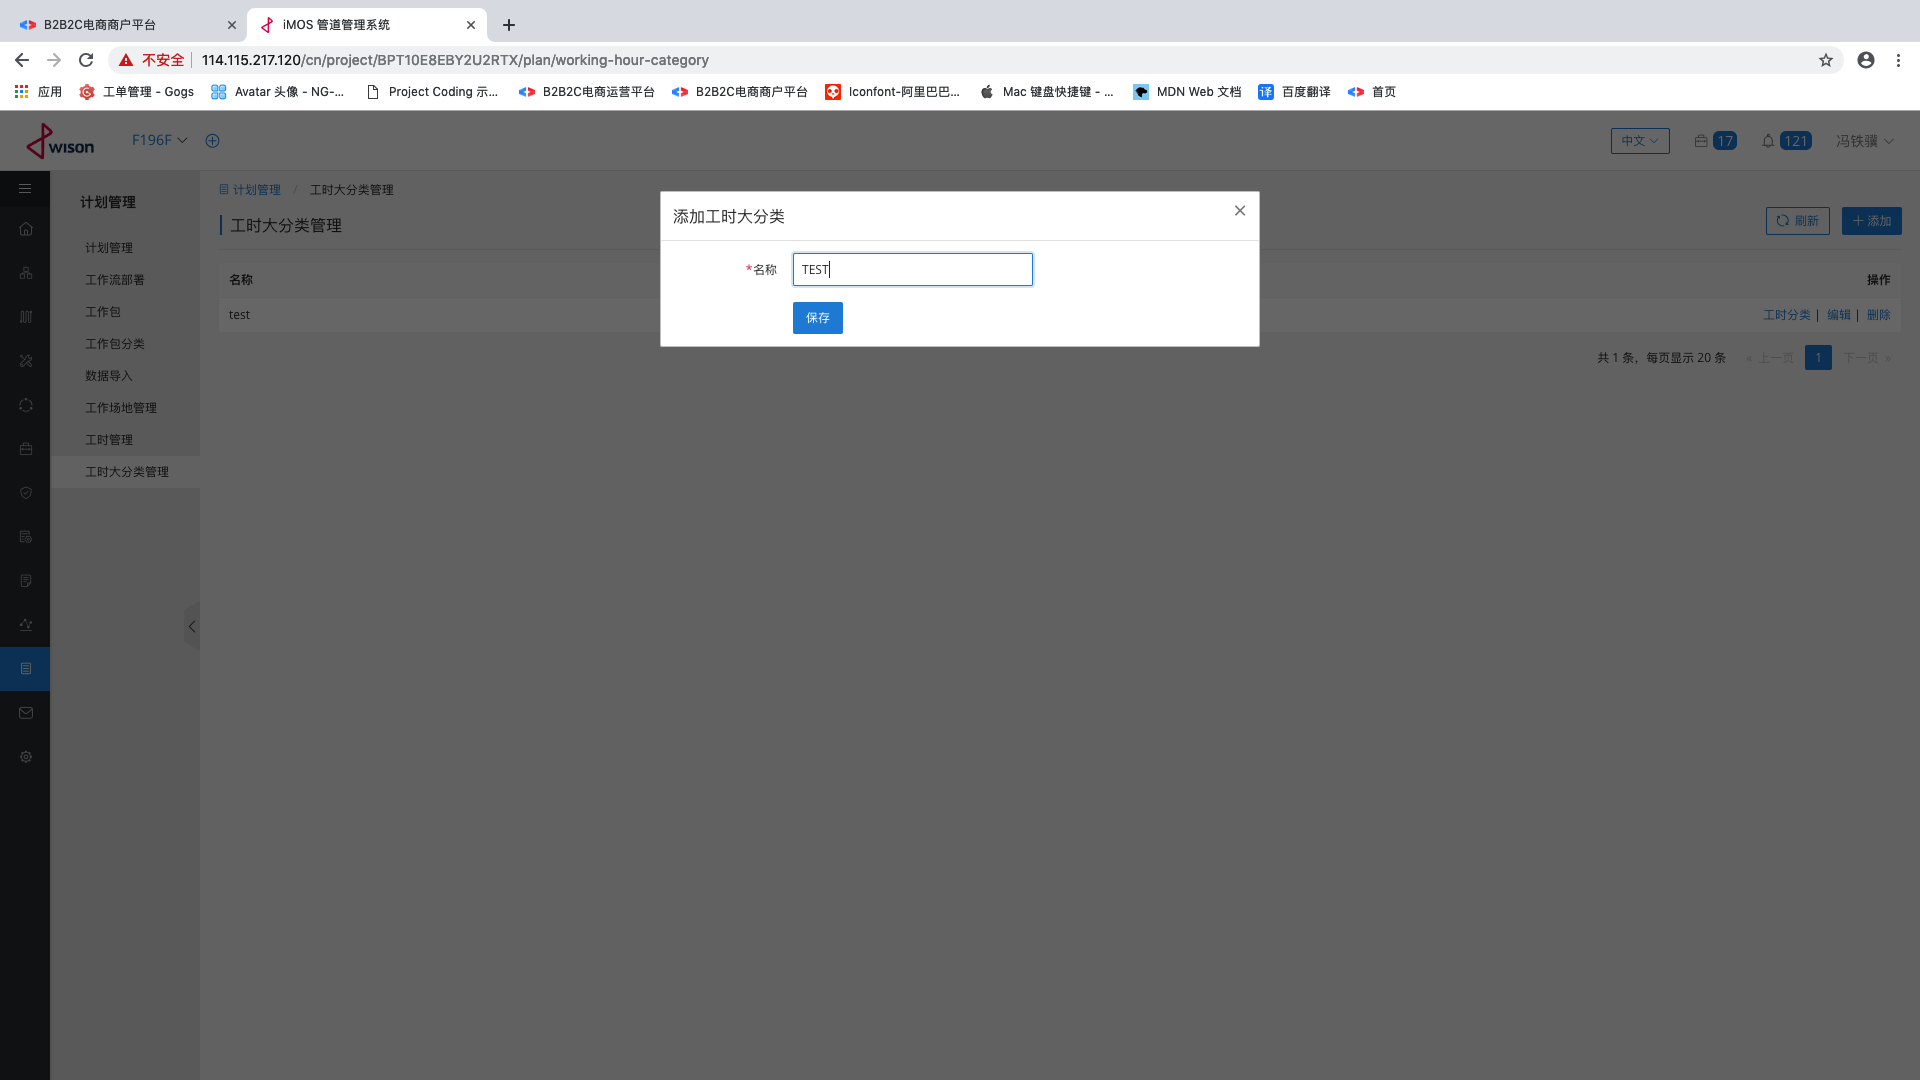 B2B2C电商商户平台
iMOS 管道管理系统
不安全 114.115.217.120/cn/project/BPT10E8EBY2U2RTX/plan/working-hour-category
应用 工单管理 - Gogs Avatar 头像 - NG-... Project Coding 示... B2B2C电商运营平台 B2B2C电商商户平台 Iconfont-阿里巴巴... Mac 键盘快捷键 - ... MDN Web 文档 译 百度翻译 首页
wison F196F 中文 17 121 冯铁骥
计划管理
计划管理
工作流部署
工作包
工作包分类
数据导入
工作场地管理
工时管理
工时大分类管理
计划管理 / 工时大分类管理
工时大分类管理
刷新 添加
名称 操作
test 工时分类 | 编辑 | 删除
共 1 条，每页显示 20 条 « 上一页 1 下一页 »
添加工时大分类
*名称 TEST
保存